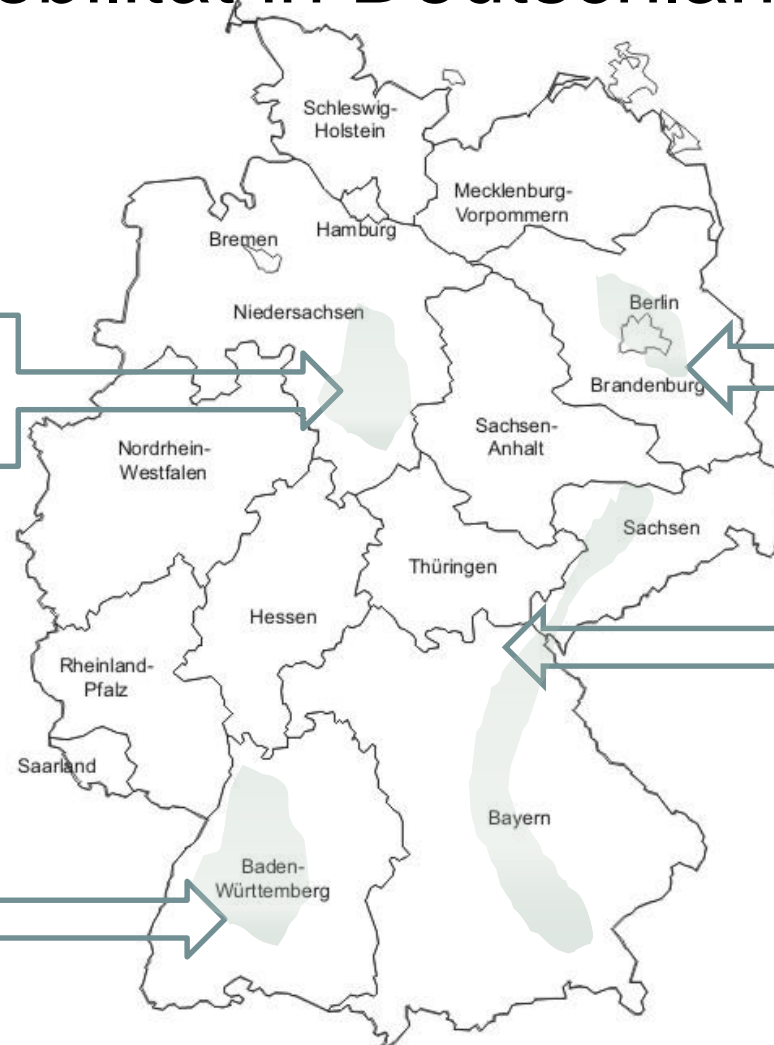 Schleswig-
Holstein
Mecklenburg-
Vorpommern
Hamburg
Bremen
Niedersachsen
Berlin
Brandenburg
Sachsen-
Anhalt
Nordrhein-
Westfalen
Sachsen
Thüringen
Hessen
Rheinland-
Pfalz
Saarland
Bayern
Baden-
Württemberg